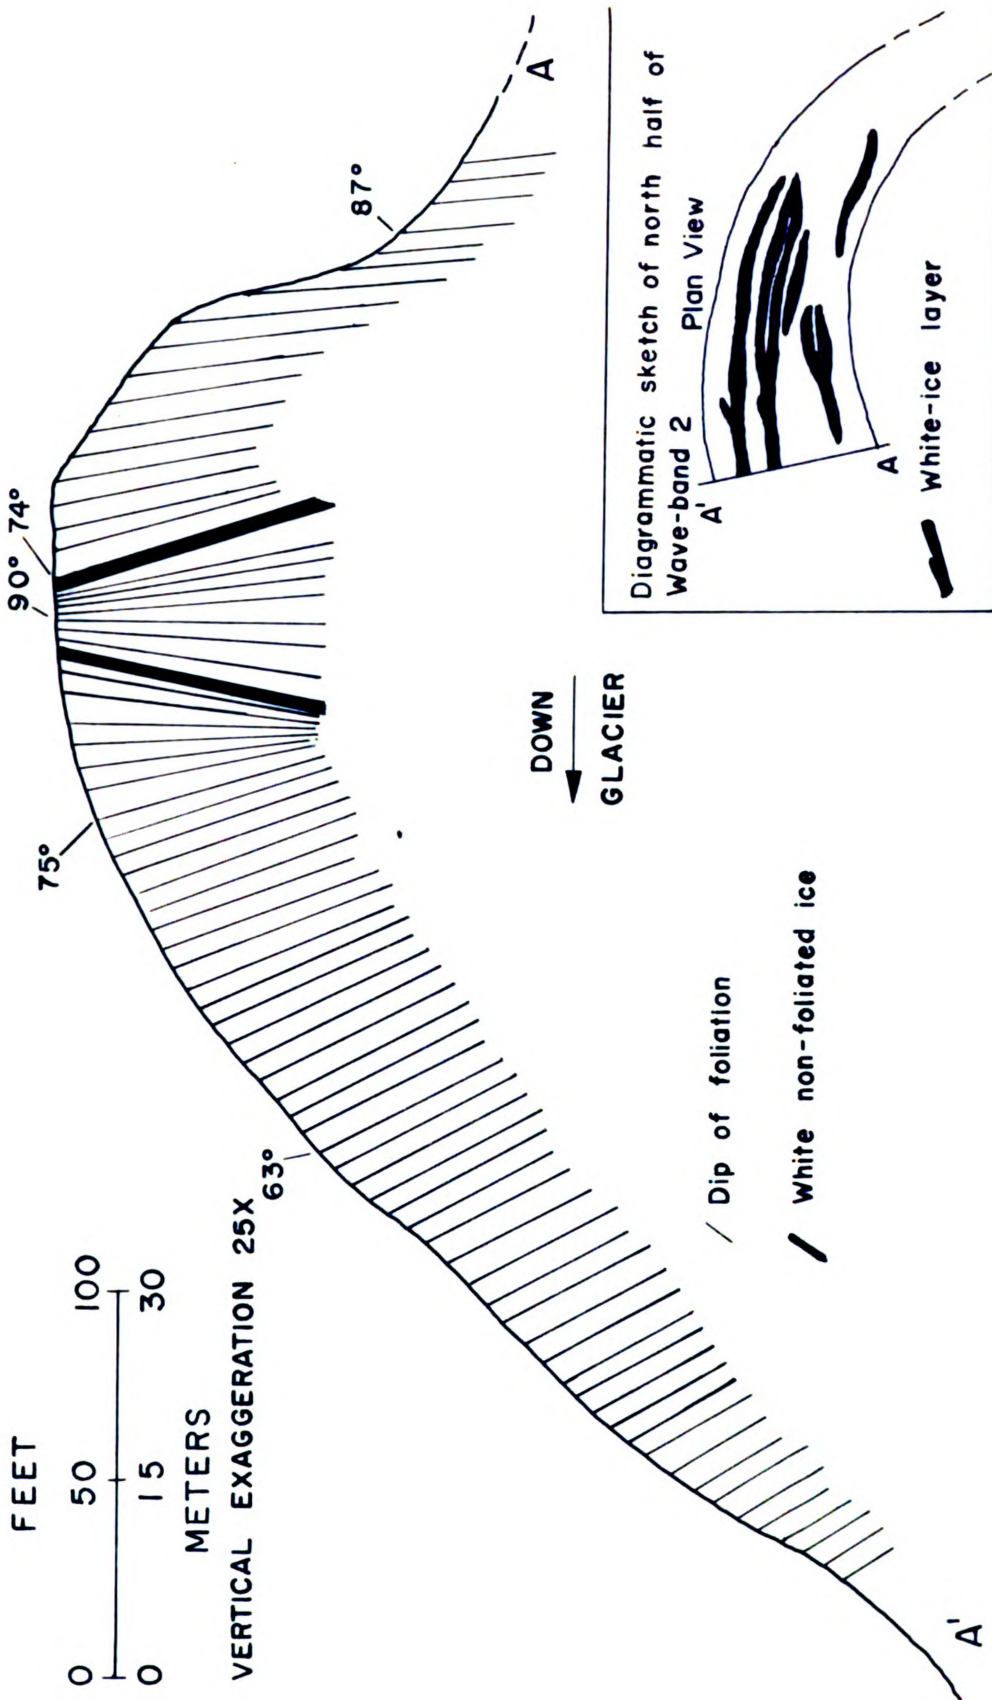 FEET
0 50 100
0 15 30
METERS
VERTICAL EXAGGERATION 25X
63°
75°
90° 74°
87°
A'
A
DOWN
GLACIER
Dip of foliation
White non-foliated ice
Diagrammatic sketch of north half of
Wave-band 2 Plan View
A'
A
White-ice layer